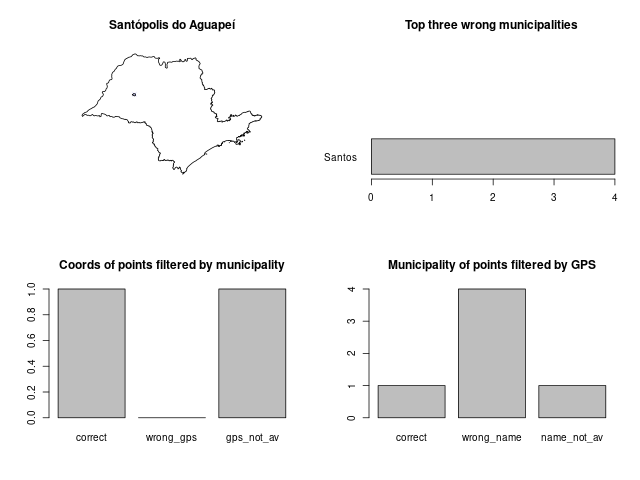 Santópolis do Aguapeí
Top three wrong municipalities
Santos
0 1 2 3 4
Coords of points filtered by municipality
1.0
0.8
0.6
0.4
0.2
0.0
correct wrong_gps gps_not_av
Municipality of points filtered by GPS
4
3
2
1
0
correct wrong_name name_not_av